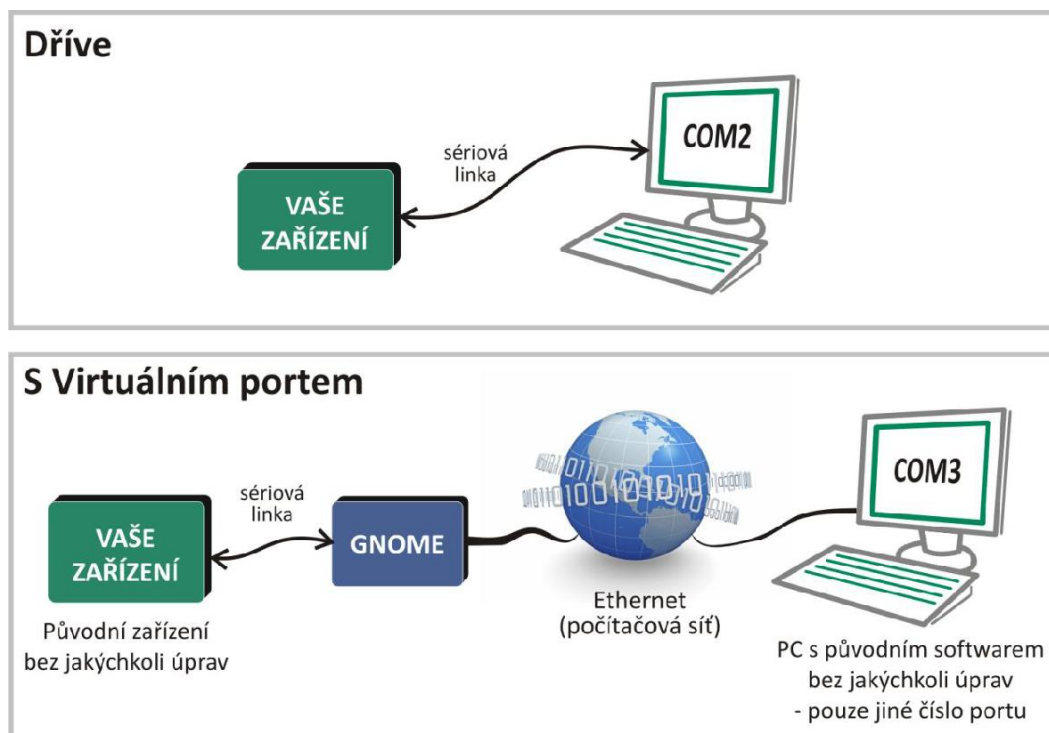 Dříve
sériová
linka
COM2
VAŠE
ZAŘÍZENÍ
S Virtuálním portem
sériová
linka
VAŠE
ZAŘÍZENÍ
GNOME
COM3
Původní zařízení
bez jakýchkoli úprav
Ethernet
(počítačová síť)
PC s původním softwarem
bez jakýchkoli úprav
- pouze jiné číslo portu